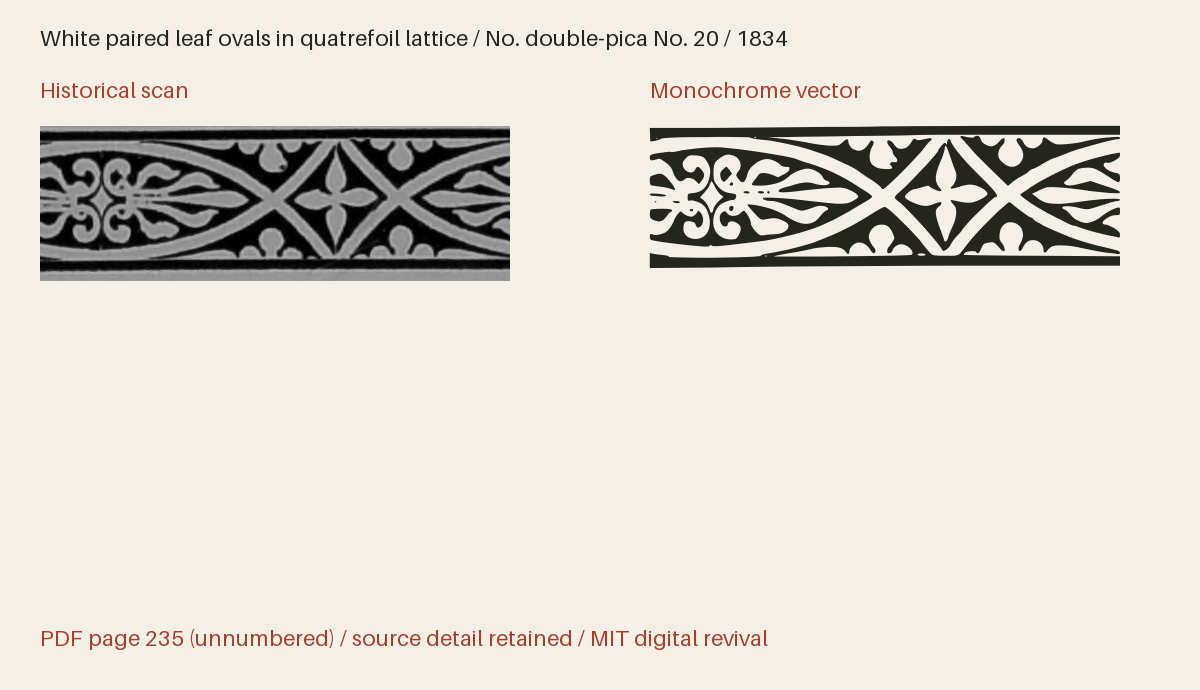 White paired leaf ovals in quatrefoil lattice / No. double-pica No. 20 / 1834
Historical scan
Monochrome vector
PDF page 235 (unnumbered) / source detail retained / MIT digital revival